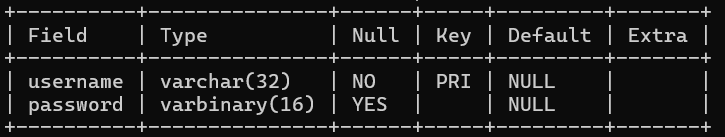 +----------+---------------+------+-----+---------+-------+
| Field    | Type          | Null | Key | Default | Extra |
+----------+---------------+------+-----+---------+-------+
| username | varchar(32)   | NO   | PRI | NULL    |       |
| password | varbinary(16) | YES  |     | NULL    |       |
+----------+---------------+------+-----+---------+-------+